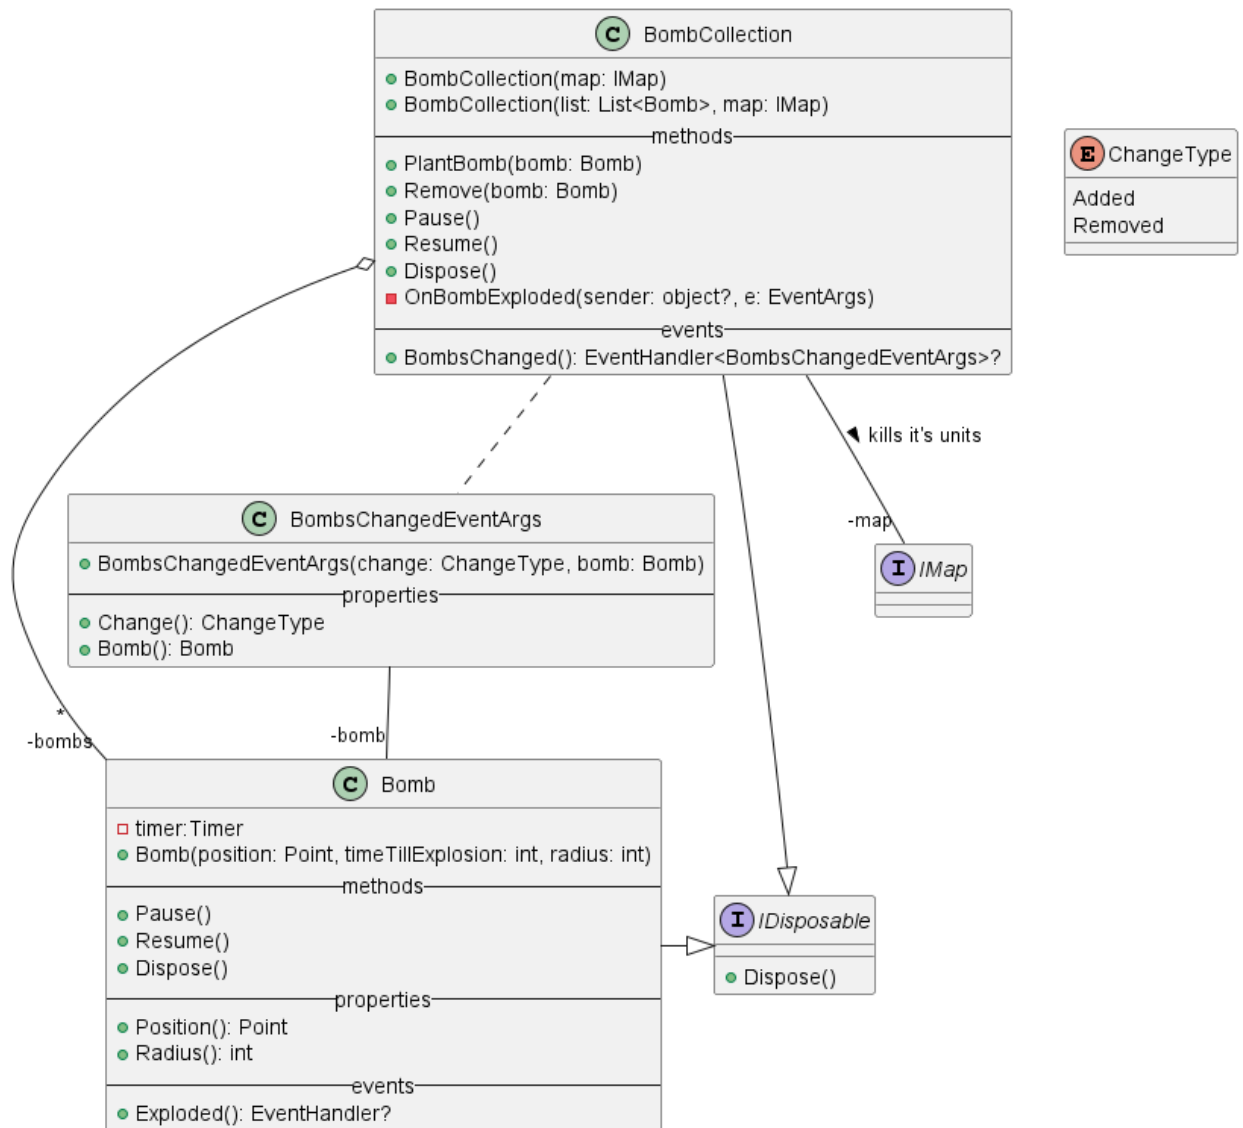 C BombCollection
BombCollection(map: IMap)
BombCollection(list: List<Bomb>, map: IMap)
methods
PlantBomb(bomb: Bomb)
Remove(bomb: Bomb)
Pause()
Resume()
Dispose()
OnBombExploded(sender: object?, e: EventArgs)
events
BombsChanged(): EventHandler<BombsChangedEventArgs>?
E ChangeType
Added
Removed
kills it's units
-map
I IMap
C BombsChangedEventArgs
BombsChangedEventArgs(change: ChangeType, bomb: Bomb)
properties
Change(): ChangeType
Bomb(): Bomb
*
-bombs
-bomb
C Bomb
timer:Timer
Bomb(position: Point, timeTillExplosion: int, radius: int)
methods
Pause()
Resume()
Dispose()
properties
Position(): Point
Radius(): int
events
Exploded(): EventHandler?
I IDisposable
Dispose()